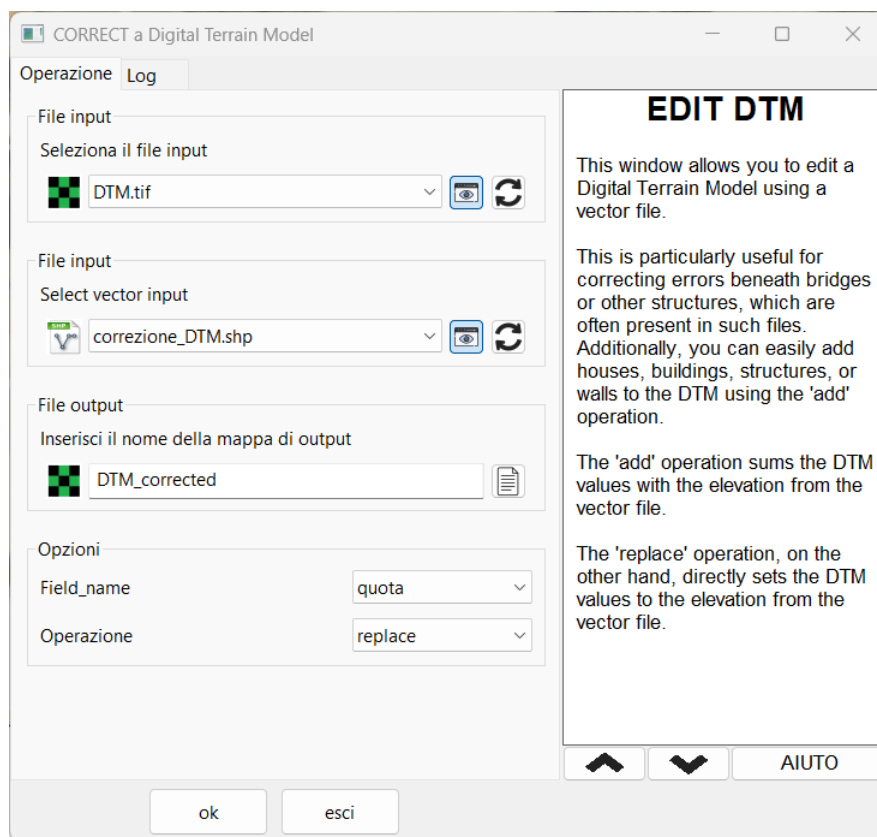 CORRECT a Digital Terrain Model
Operazione
Log
File input
Seleziona il file input
DTM.tif
File input
Select vector input
SHP
correzione_DTM.shp
File output
Inserisci il nome della mappa di output
DTM_corrected
Opzioni
Field_name
quota
Operazione
replace
ok
esci
EDIT DTM
This window allows you to edit a
Digital Terrain Model using a
vector file.
This is particularly useful for
correcting errors beneath bridges
or other structures, which are
often present in such files.
Additionally, you can easily add
houses, buildings, structures, or
walls to the DTM using the 'add'
operation.
The 'add' operation sums the DTM
values with the elevation from the
vector file.
The 'replace' operation, on the
other hand, directly sets the DTM
values to the elevation from the
vector file.
AIUTO